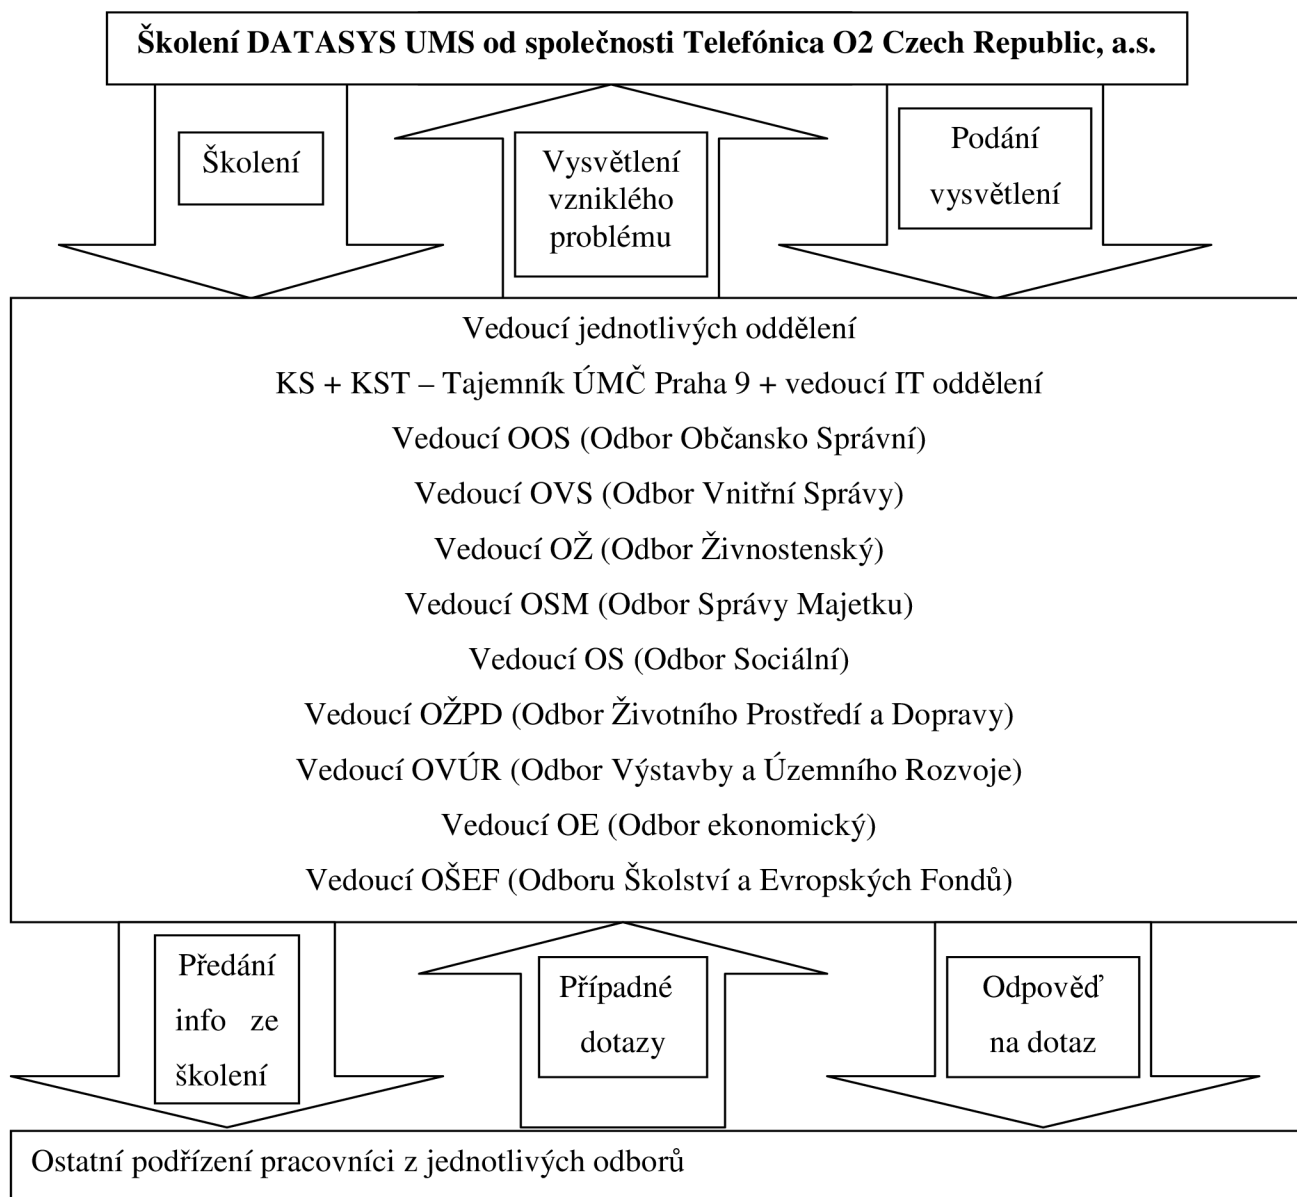 Školení DATASYS UMS od společnosti Telefónica O2 Czech Republic, a.s.
Školení
Vysvětlení
vzniklého
problému
Podání
vysvětlení
Vedoucí jednotlivých oddělení
KS + KST – Tajemník ÚMČ Praha 9 + vedoucí IT oddělení
Vedoucí OOS (Odbor Občansko Správní)
Vedoucí OVS (Odbor Vnitřní Správy)
Vedoucí OŽ (Odbor Živnostenský)
Vedoucí OSM (Odbor Správy Majetku)
Vedoucí OS (Odbor Sociální)
Vedoucí OŽPD (Odbor Životního Prostředí a Dopravy)
Vedoucí OVÚR (Odbor Výstavby a Územního Rozvoje)
Vedoucí OE (Odbor ekonomický)
Vedoucí OŠEF (Odboru Školství a Evropských Fondů)
Předání
info ze
školení
Případné
dotazy
Odpověď
na dotaz
Ostatní podřízení pracovníci z jednotlivých odborů